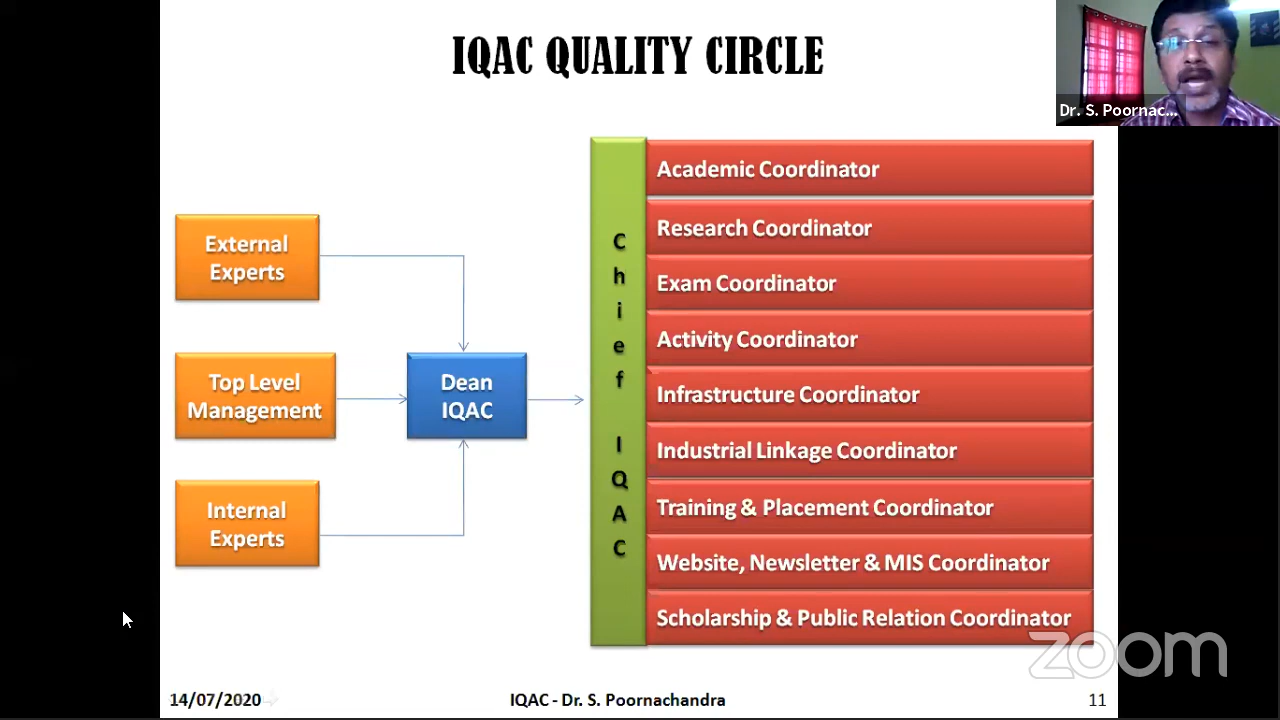 IQAC QUALITY CIRCLE
Dr. S. Poornac...
External
Experts
Top Level
Management
Internal
Experts
Dean
IQAC
Chief IQAC
Academic Coordinator
Research Coordinator
Exam Coordinator
Activity Coordinator
Infrastructure Coordinator
Industrial Linkage Coordinator
Training & Placement Coordinator
Website, Newsletter & MIS Coordinator
Scholarship & Public Relation Coordinator
zoom
14/07/2020
IQAC - Dr. S. Poornachandra
11